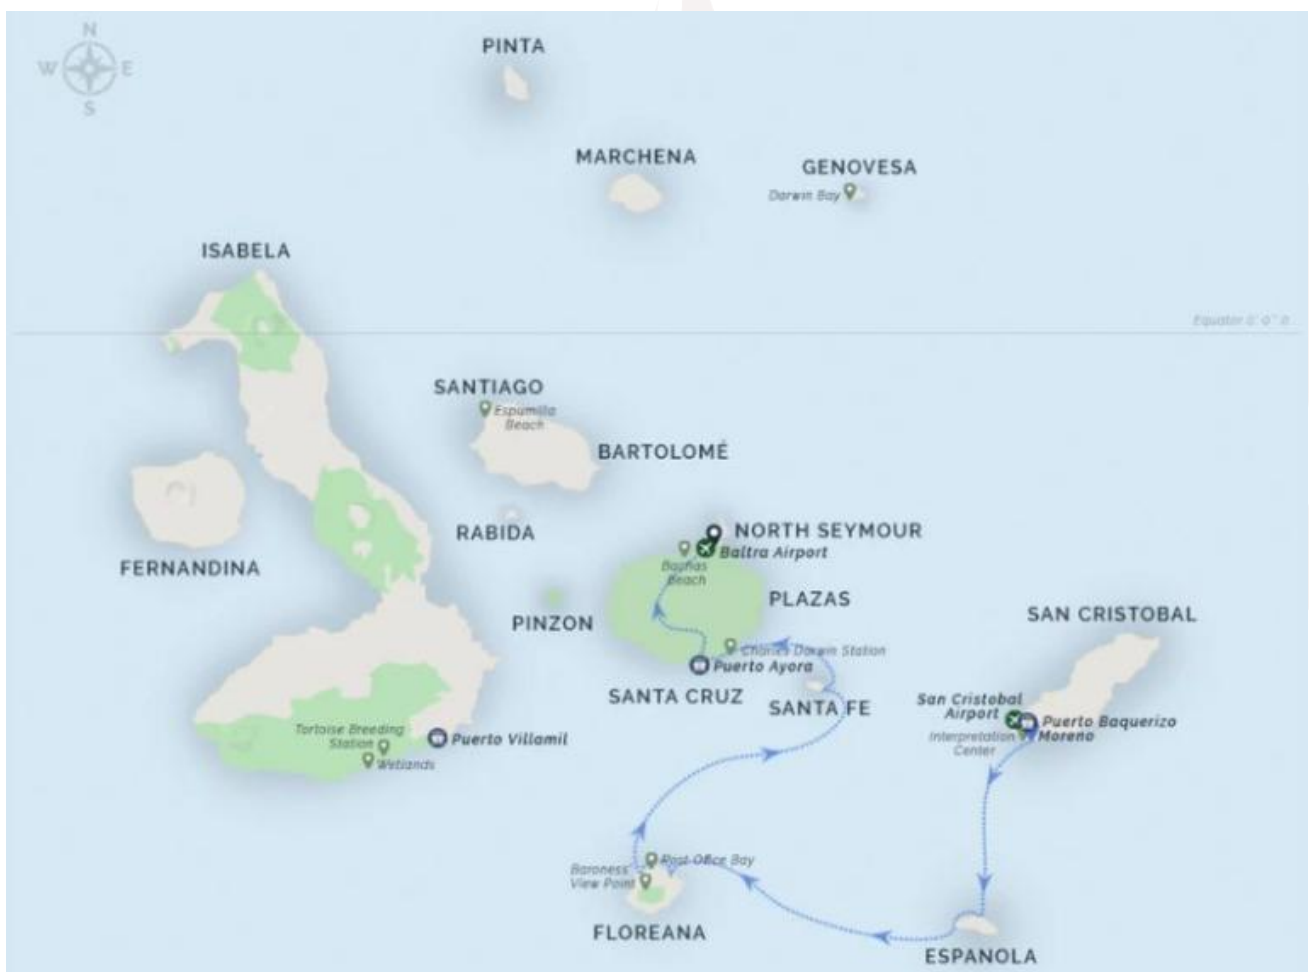 N
W E
S
PINTA
MARCHENA
GENOVESA
Darwin Bay
ISABELA
Equator 0° 0'' 0
SANTIAGO
Espumilla
Beach
BARTOLOMÉ
RABIDA
FERNANDINA
NORTH SEYMOUR
Baltra Airport
Bachas
Beach
PLAZAS
PINZON
SAN CRISTOBAL
Charles Darwin Station
Puerto Ayora
SANTA CRUZ
SANTA FE
San Cristobal
Airport
Puerto Baquerizo
Moreno
Interpretation
Center
Tortoise Breeding
Station
Puerto Villamil
Wetlands
Post Office Bay
Baroness
View Point
FLOREANA
ESPANOLA